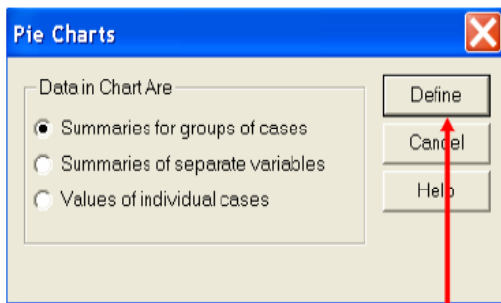 Pie Charts
Data in Chart Are
Summaries for groups of cases
Summaries of separate variables
Values of individual cases
Define
Cancel
Help